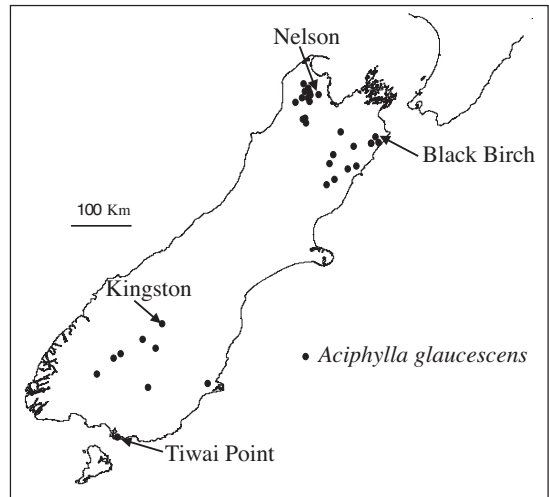 Nelson
Black Birch
100 Km
Kingston
Aciphylla glaucescens
Tiwai Point